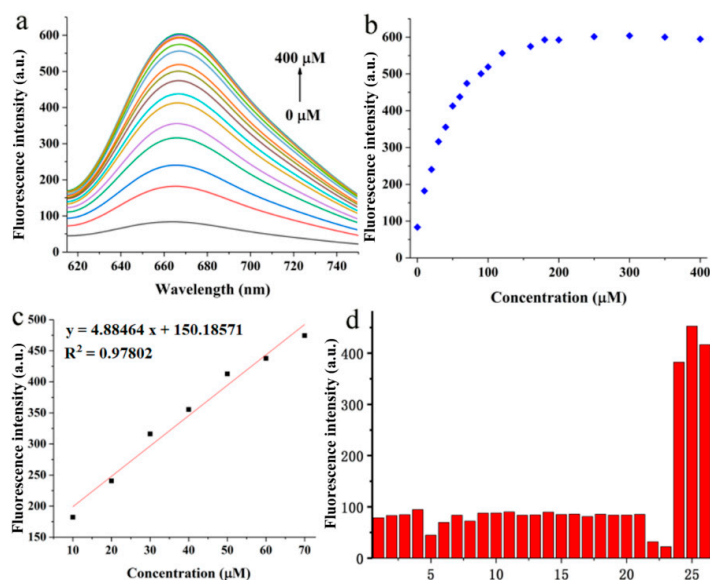 a
Fluorescence intensity (a.u.)
600
500
400
300
200
100
0
400 μM
0 μM
620 640 660 680 700 720 740
Wavelength (nm)
b
Fluorescence intensity (a.u.)
600
500
400
300
200
100
0
0 100 200 300 400
Concentration (μM)
c
Fluorescence intensity (a.u.)
500
450
400
350
300
250
200
150
y = 4.88464 x + 150.18571
R² = 0.97802
10 20 30 40 50 60 70
Concentration (μM)
d
Fluorescence intensity (a.u.)
400
300
200
100
0
5 10 15 20 25